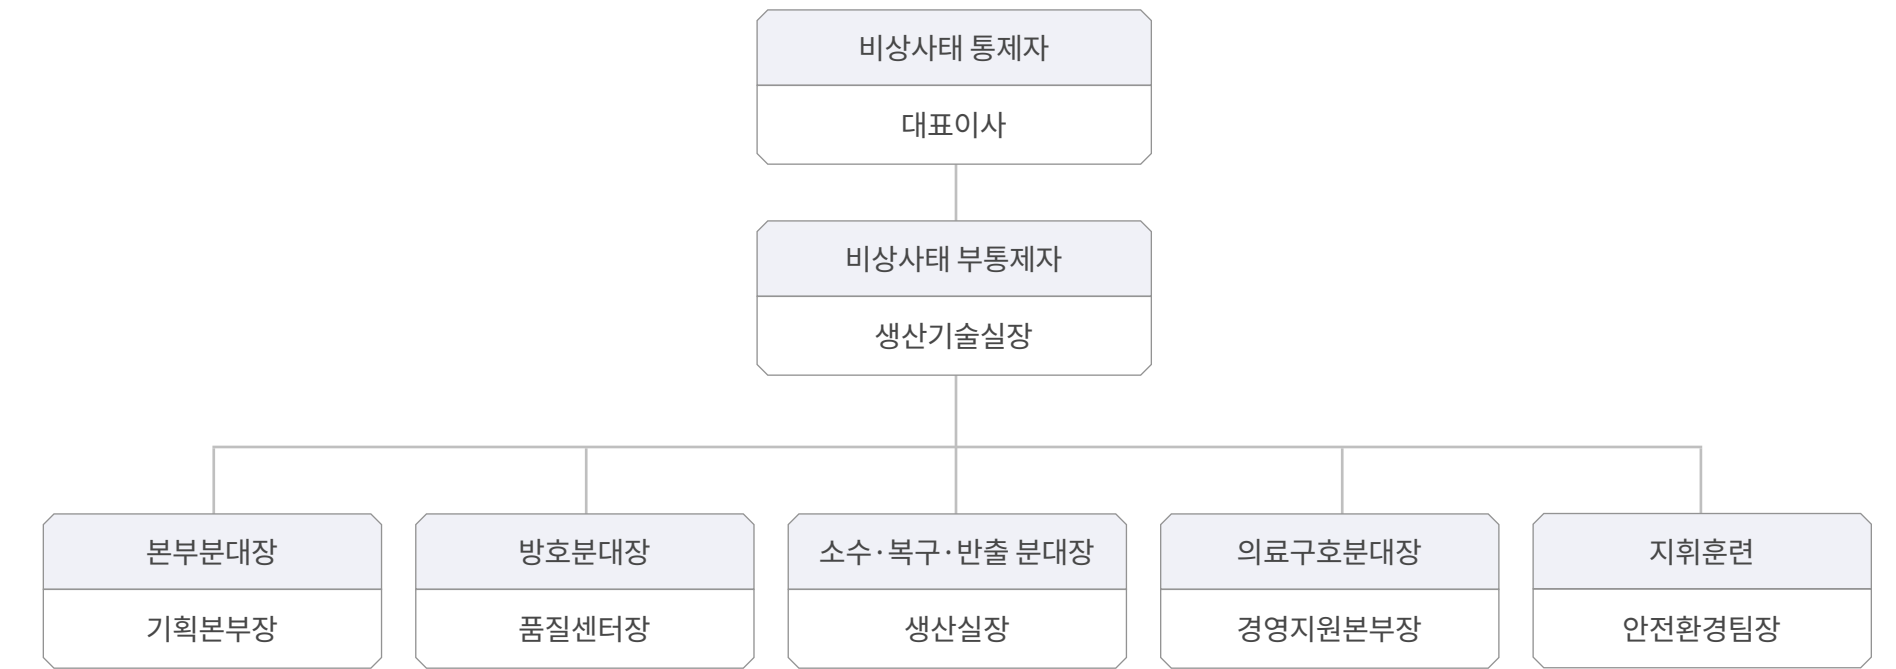 비상사태 통제자
대표이사
비상사태 부통제자
생산기술실장
본부분대장
기획본부장
방호분대장
품질센터장
소수·복구·반출 분대장
생산실장
의료구호분대장
경영지원본부장
지휘훈련
안전환경팀장